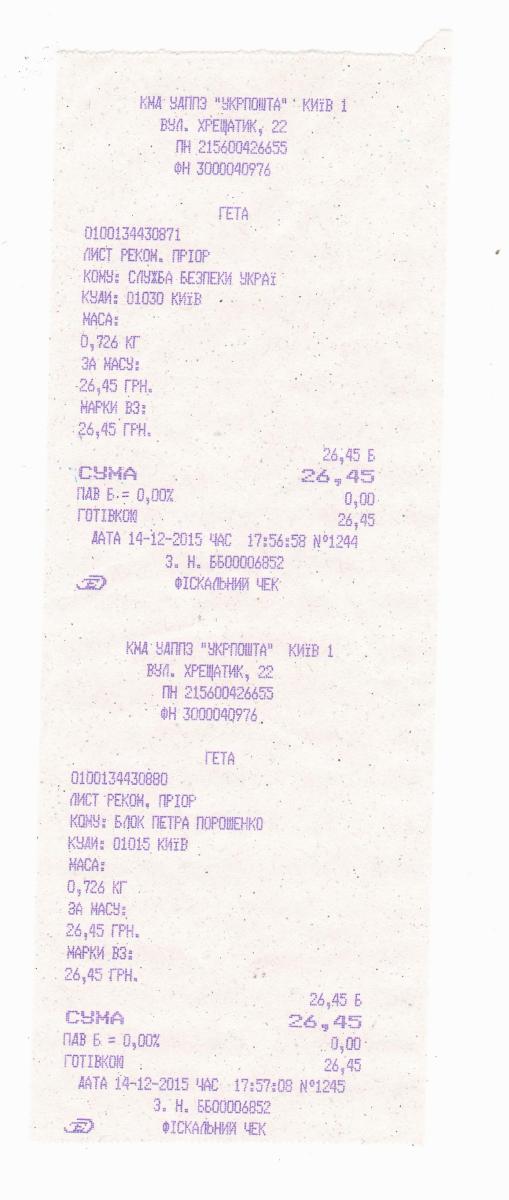 КМД УДППЗ "УКРПОШТА" КИЇВ 1
ВУЛ. ХРЕЩАТИК, 22
ПН 215600426655
ФН 3000040976
ГЕТА
0100134430871
ЛИСТ РЕКОМ. ПРІОР
КОМУ: СЛУЖБА БЕЗПЕКИ УКРАЇ
КУДИ: 01030 КИЇВ
МАСА:
0,726 КГ
ЗА МАСУ:
26,45 ГРН.
МАРКИ ВЗ:
26,45 ГРН.
26,45 Б
СУМА 26,45
ПДВ Б = 0,00% 0,00
ГОТІВКОЮ 26,45
ДАТА 14-12-2015 ЧАС 17:56:58 №1244
З. Н. ББ00006852
ФІСКАЛЬНИЙ ЧЕК
КМД УДППЗ "УКРПОШТА" КИЇВ 1
ВУЛ. ХРЕЩАТИК, 22
ПН 215600426655
ФН 3000040976
ГЕТА
0100134430880
ЛИСТ РЕКОМ. ПРІОР
КОМУ: БЛОК ПЕТРА ПОРОШЕНКО
КУДИ: 01015 КИЇВ
МАСА:
0,726 КГ
ЗА МАСУ:
26,45 ГРН.
МАРКИ ВЗ:
26,45 ГРН.
26,45 Б
СУМА 26,45
ПДВ Б = 0,00% 0,00
ГОТІВКОЮ 26,45
ДАТА 14-12-2015 ЧАС 17:57:08 №1245
З. Н. ББ00006852
ФІСКАЛЬНИЙ ЧЕК